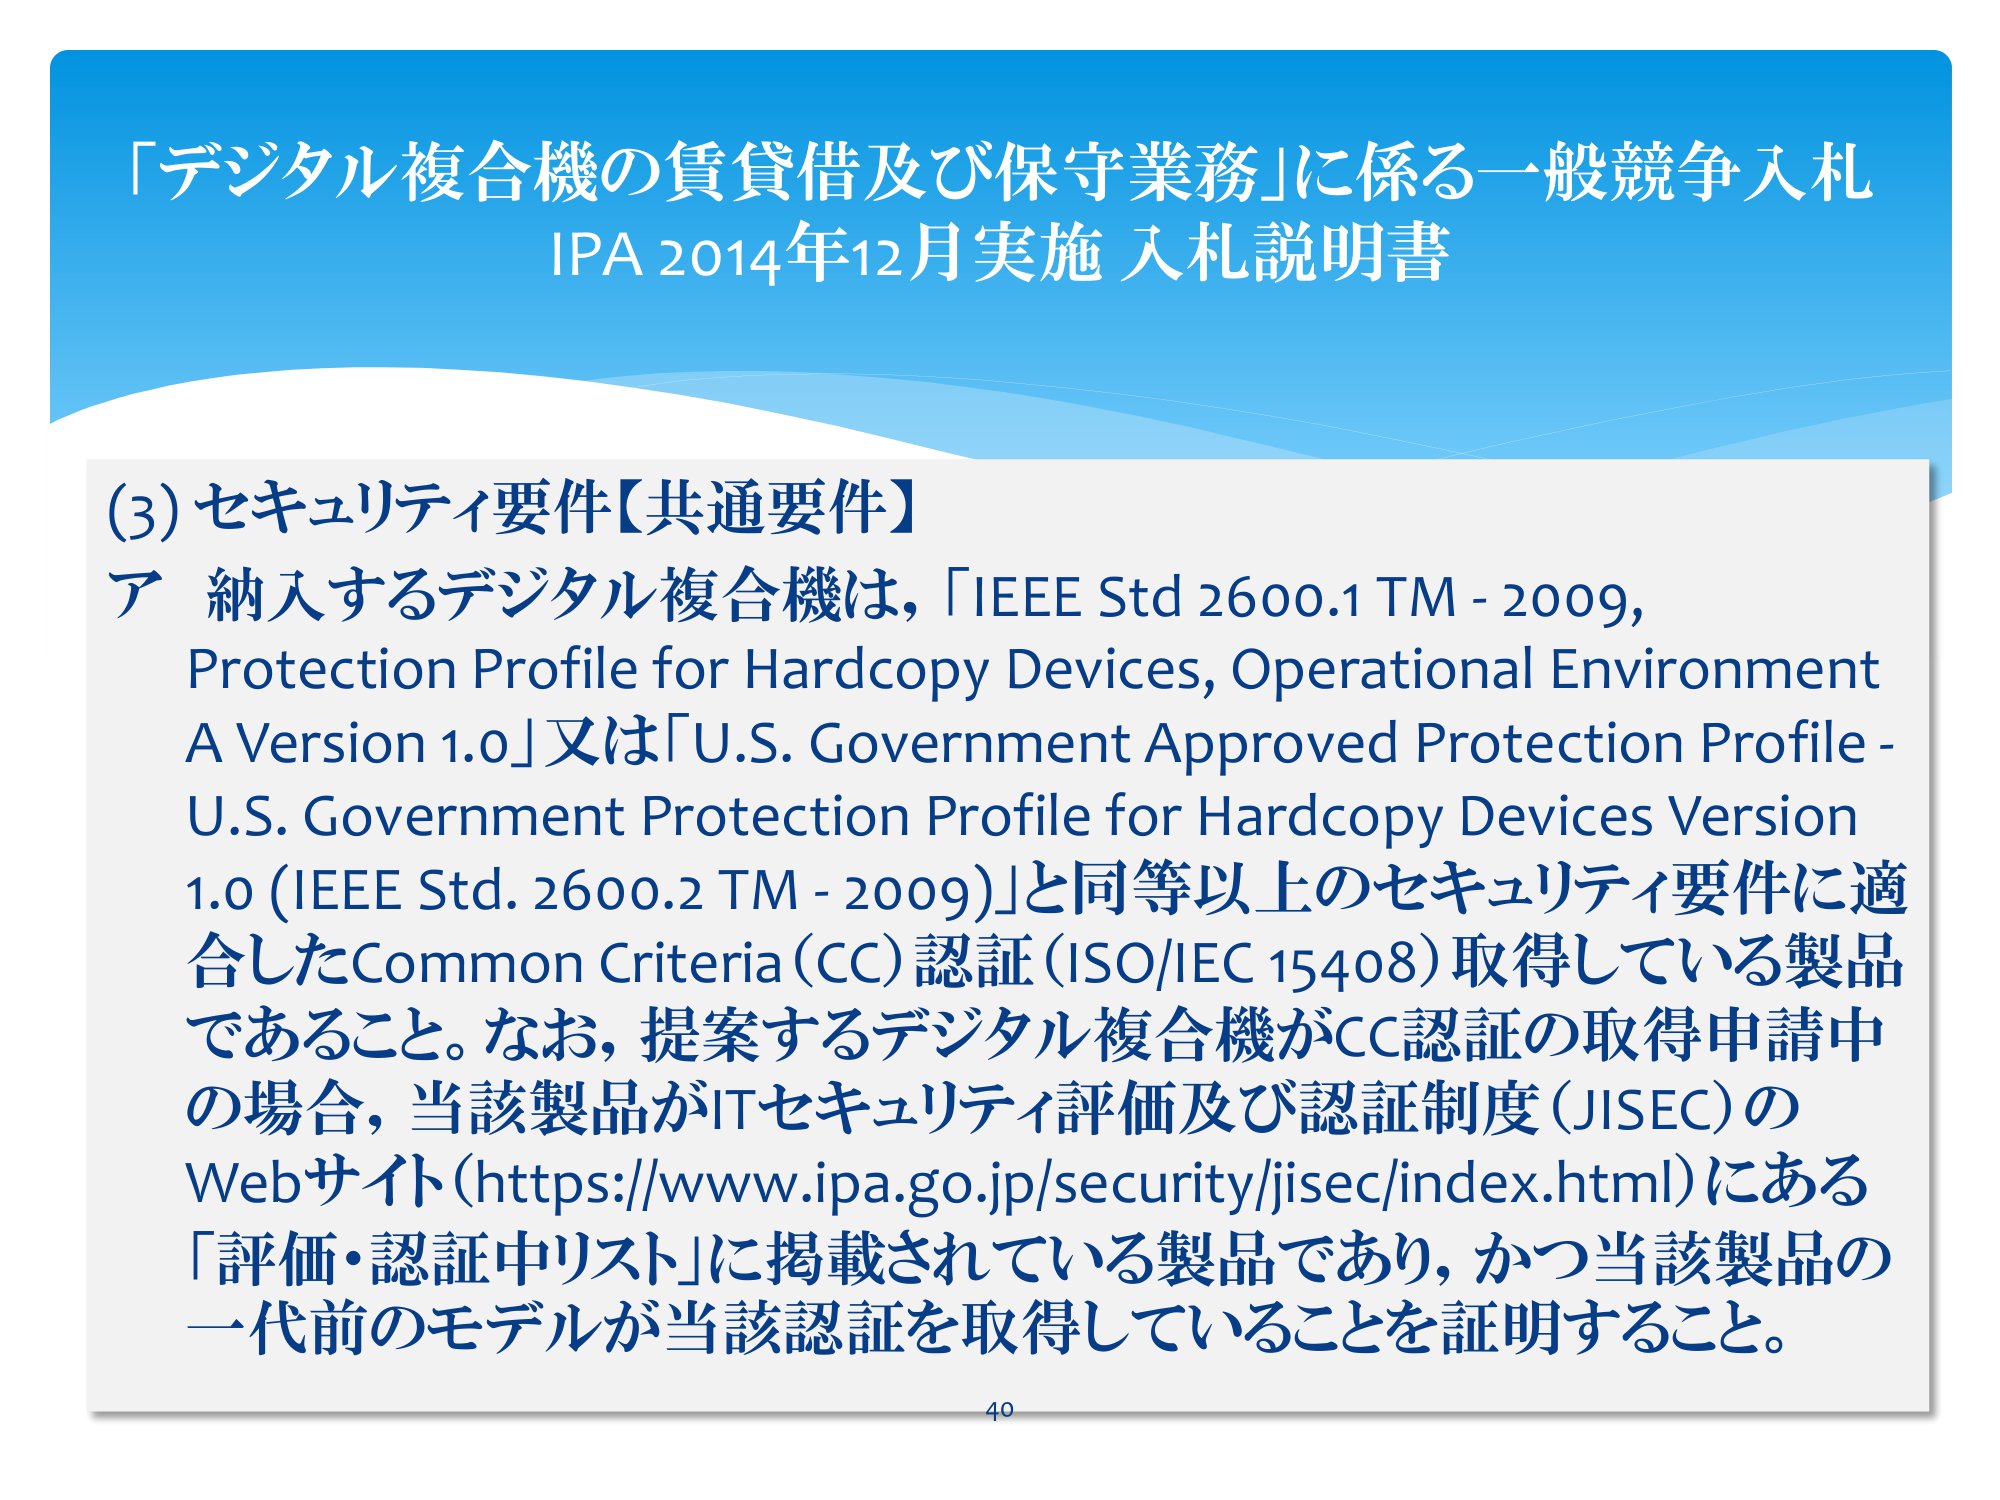 「デジタル複合機の賃貸借及び保守業務」に係る一般競争入札
IPA 2014年12月実施 入札説明書
(3) セキュリティ要件【共通要件】
ア　納入するデジタル複合機は，「IEEE Std 2600.1 TM - 2009,
Protection Profile for Hardcopy Devices, Operational Environment
A Version 1.0」又は「U.S. Government Approved Protection Profile -
U.S. Government Protection Profile for Hardcopy Devices Version
1.0 (IEEE Std. 2600.2 TM - 2009)」と同等以上のセキュリティ要件に適
合したCommon Criteria（CC）認証（ISO/IEC 15408）取得している製品
であること。なお，提案するデジタル複合機がCC認証の取得申請中
の場合，当該製品がITセキュリティ評価及び認証制度（JISEC）の
Webサイト（https://www.ipa.go.jp/security/jisec/index.html）にある
「評価・認証中リスト」に掲載されている製品であり，かつ当該製品の
一代前のモデルが当該認証を取得していることを証明すること。
40